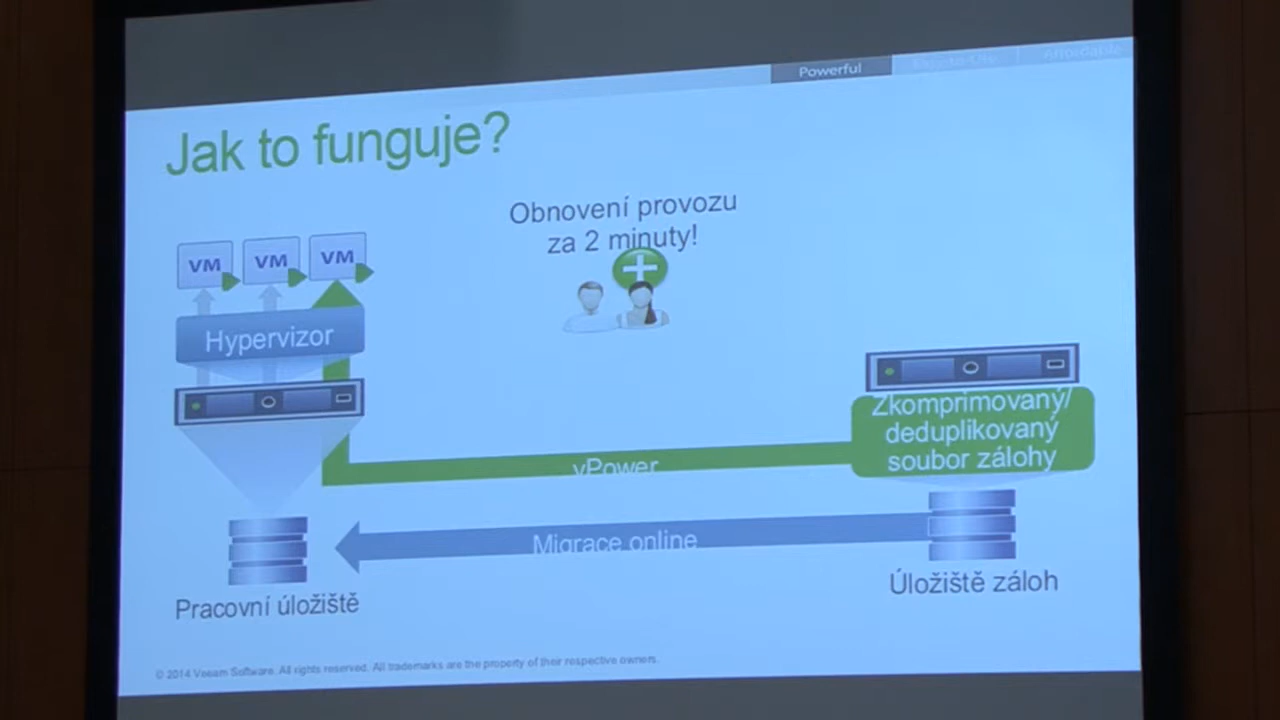 Powerful
Affordable
Jak to funguje?
Obnovení provozu
za 2 minuty!
VM
VM
VM
Hypervizor
Zkomprimovaný/
deduplikovaný
soubor zálohy
vPower
Migrace online
Pracovní úložiště
Úložiště záloh
© 2014 Veeam Software. All rights reserved. All trademarks are the property of their respective owners.